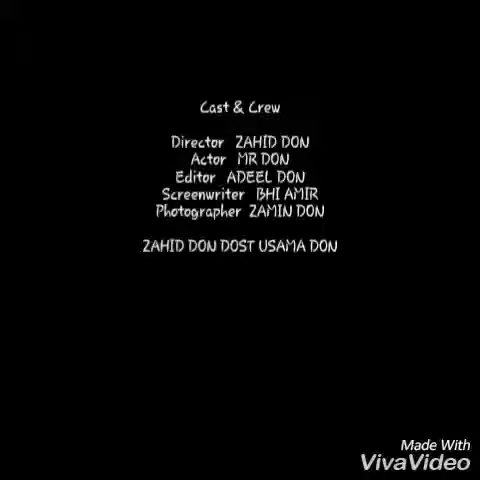 Cast & Crew
Director ZAHID DON
Actor MR DON
Editor ADEEL DON
Screenwriter BHI AMIR
Photographer ZAMIN DON
ZAHID DON DOST USAMA DON
Made With
VivaVideo